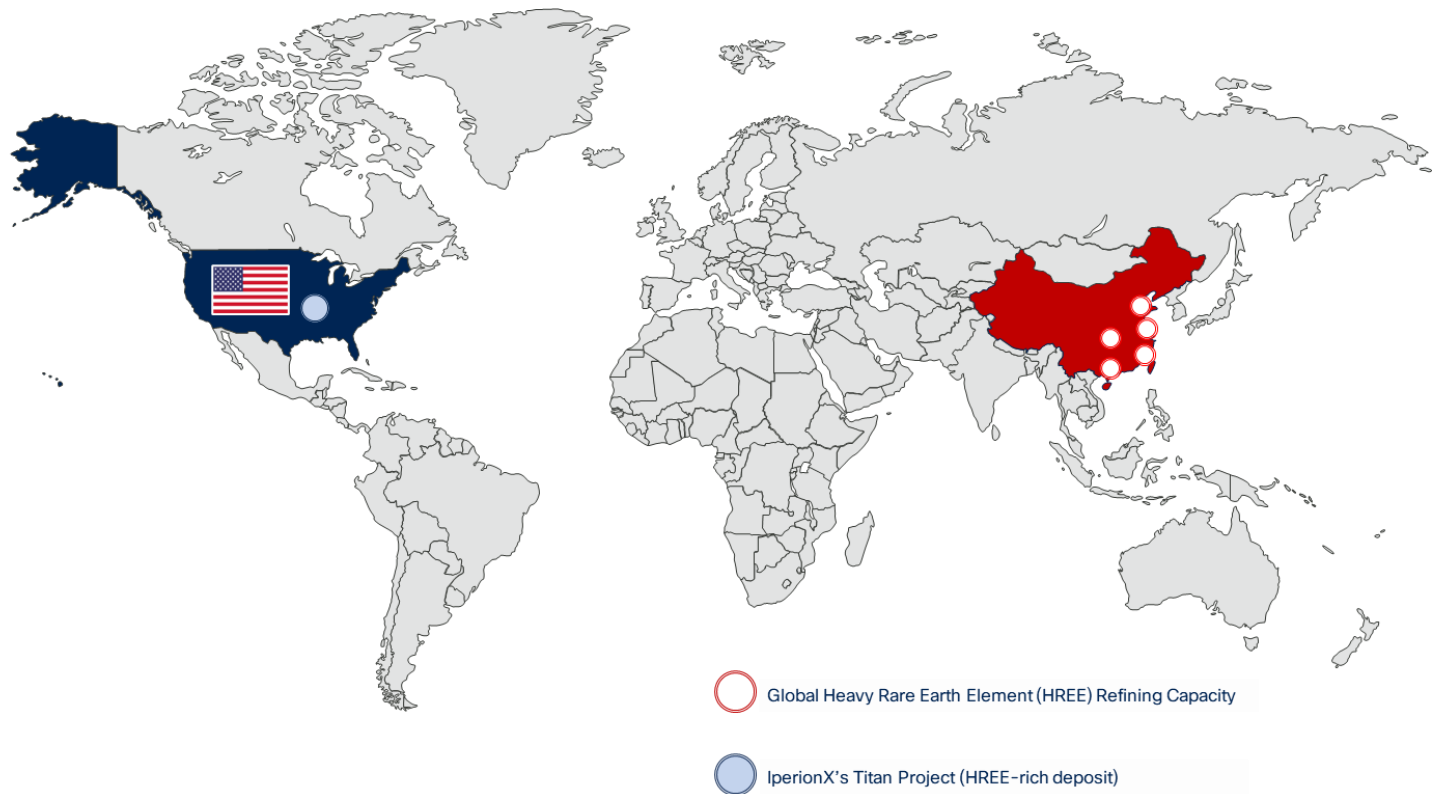 Global Heavy Rare Earth Element (HREE) Refining Capacity
IperionX's Titan Project (HREE-rich deposit)